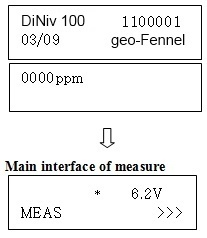 DiNiv 100 1100001
03/09 geo-Fennel
0000ppm
Main interface of measure
* 6.2V
MEAS >>>